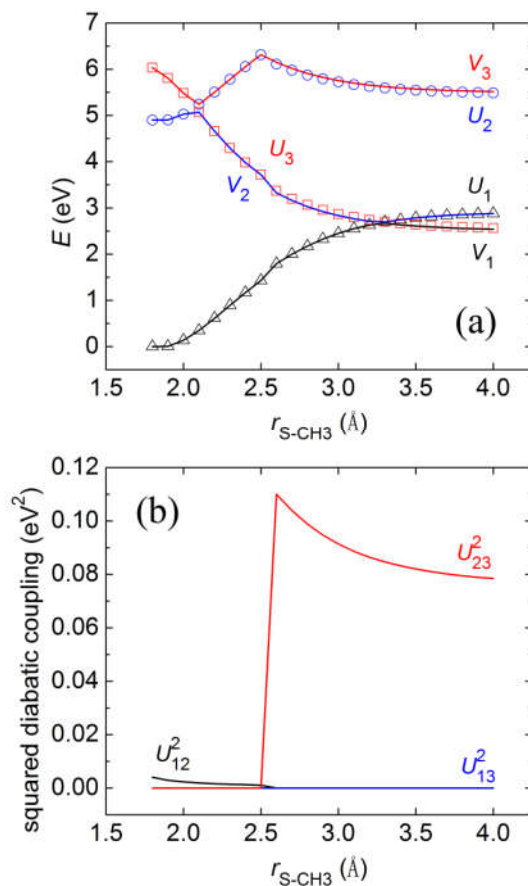 7
6
5
4
3
2
1
0
E (eV)
V₃
U₂
U₃
V₂
U₁
V₁
(a)
1.5 2.0 2.5 3.0 3.5 4.0
r_S-CH3 (Å)
0.12
0.10
0.08
0.06
0.04
0.02
0.00
squared diabatic coupling (eV²)
(b)
U²₂₃
U²₁₂
U²₁₃
1.5 2.0 2.5 3.0 3.5 4.0
r_S-CH3 (Å)